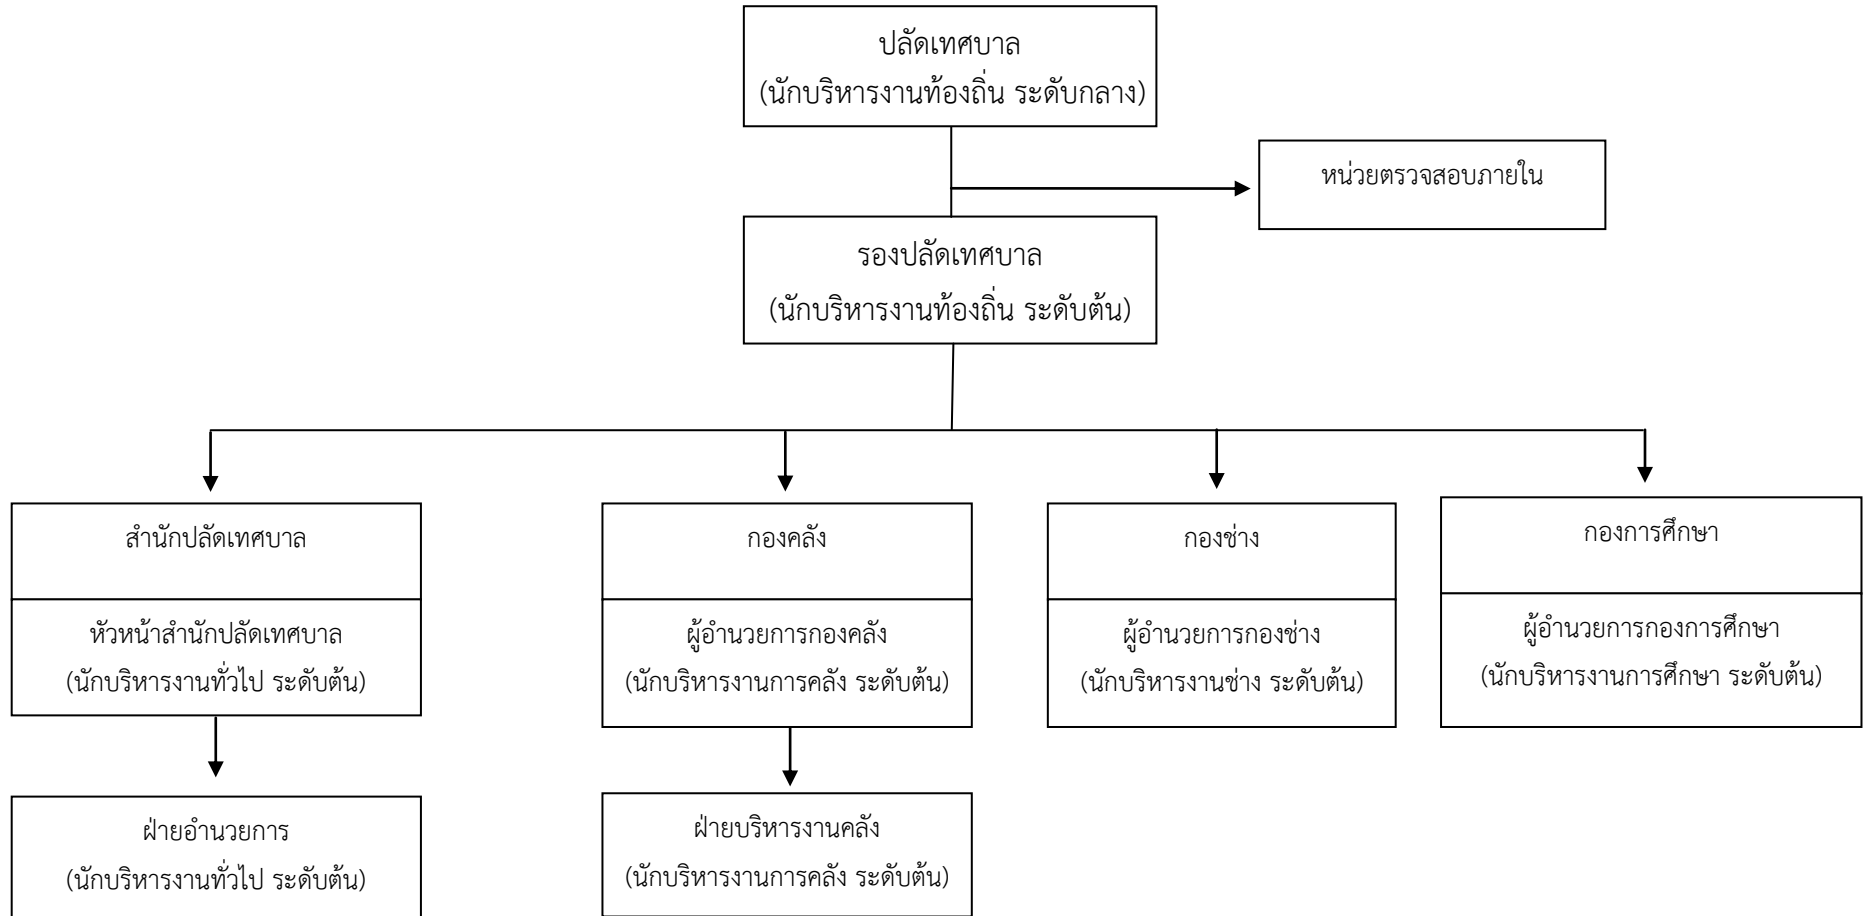 ปลัดเทศบาล
(นักบริหารงานท้องถิ่น ระดับกลาง)
หน่วยตรวจสอบภายใน
รองปลัดเทศบาล
(นักบริหารงานท้องถิ่น ระดับต้น)
สำนักปลัดเทศบาล
หัวหน้าสำนักปลัดเทศบาล
(นักบริหารงานทั่วไป ระดับต้น)
ฝ่ายอำนวยการ
(นักบริหารงานทั่วไป ระดับต้น)
กองคลัง
ผู้อำนวยการกองคลัง
(นักบริหารงานการคลัง ระดับต้น)
ฝ่ายบริหารงานคลัง
(นักบริหารงานการคลัง ระดับต้น)
กองช่าง
ผู้อำนวยการกองช่าง
(นักบริหารงานช่าง ระดับต้น)
กองการศึกษา
ผู้อำนวยการกองการศึกษา
(นักบริหารงานการศึกษา ระดับต้น)